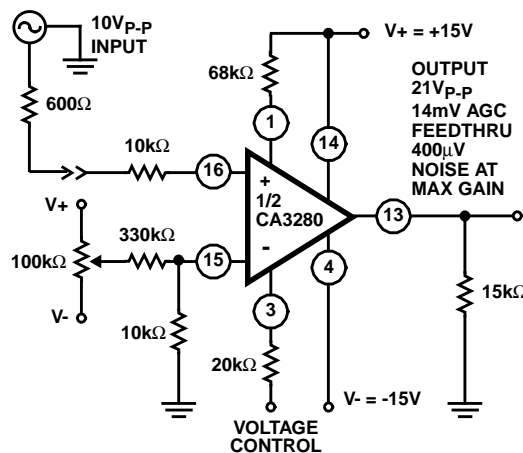 10VP-P
INPUT
600Ω
10kΩ
68kΩ
V+ = +15V
OUTPUT
21VP-P
14mV AGC
FEEDTHRU
400µV
NOISE AT
MAX GAIN
1
14
16
+
1/2
CA3280
-
13
V+
100kΩ
V-
330kΩ
15
10kΩ
3
4
15kΩ
20kΩ
VOLTAGE
CONTROL
V- = -15V